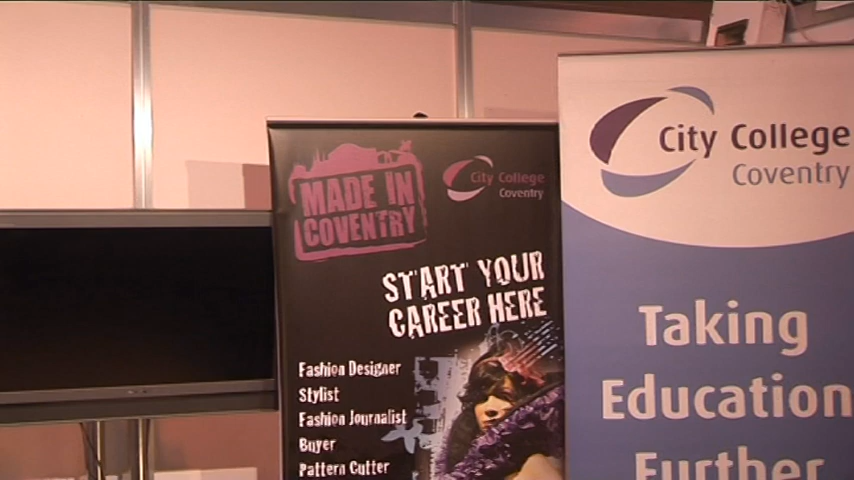 MADE IN
COVENTRY
City College
Coventry
START YOUR
CAREER HERE
Fashion Designer
Stylist
Fashion Journalist
Buyer
Pattern Cutter
City College
Coventry
Taking
Education
Further